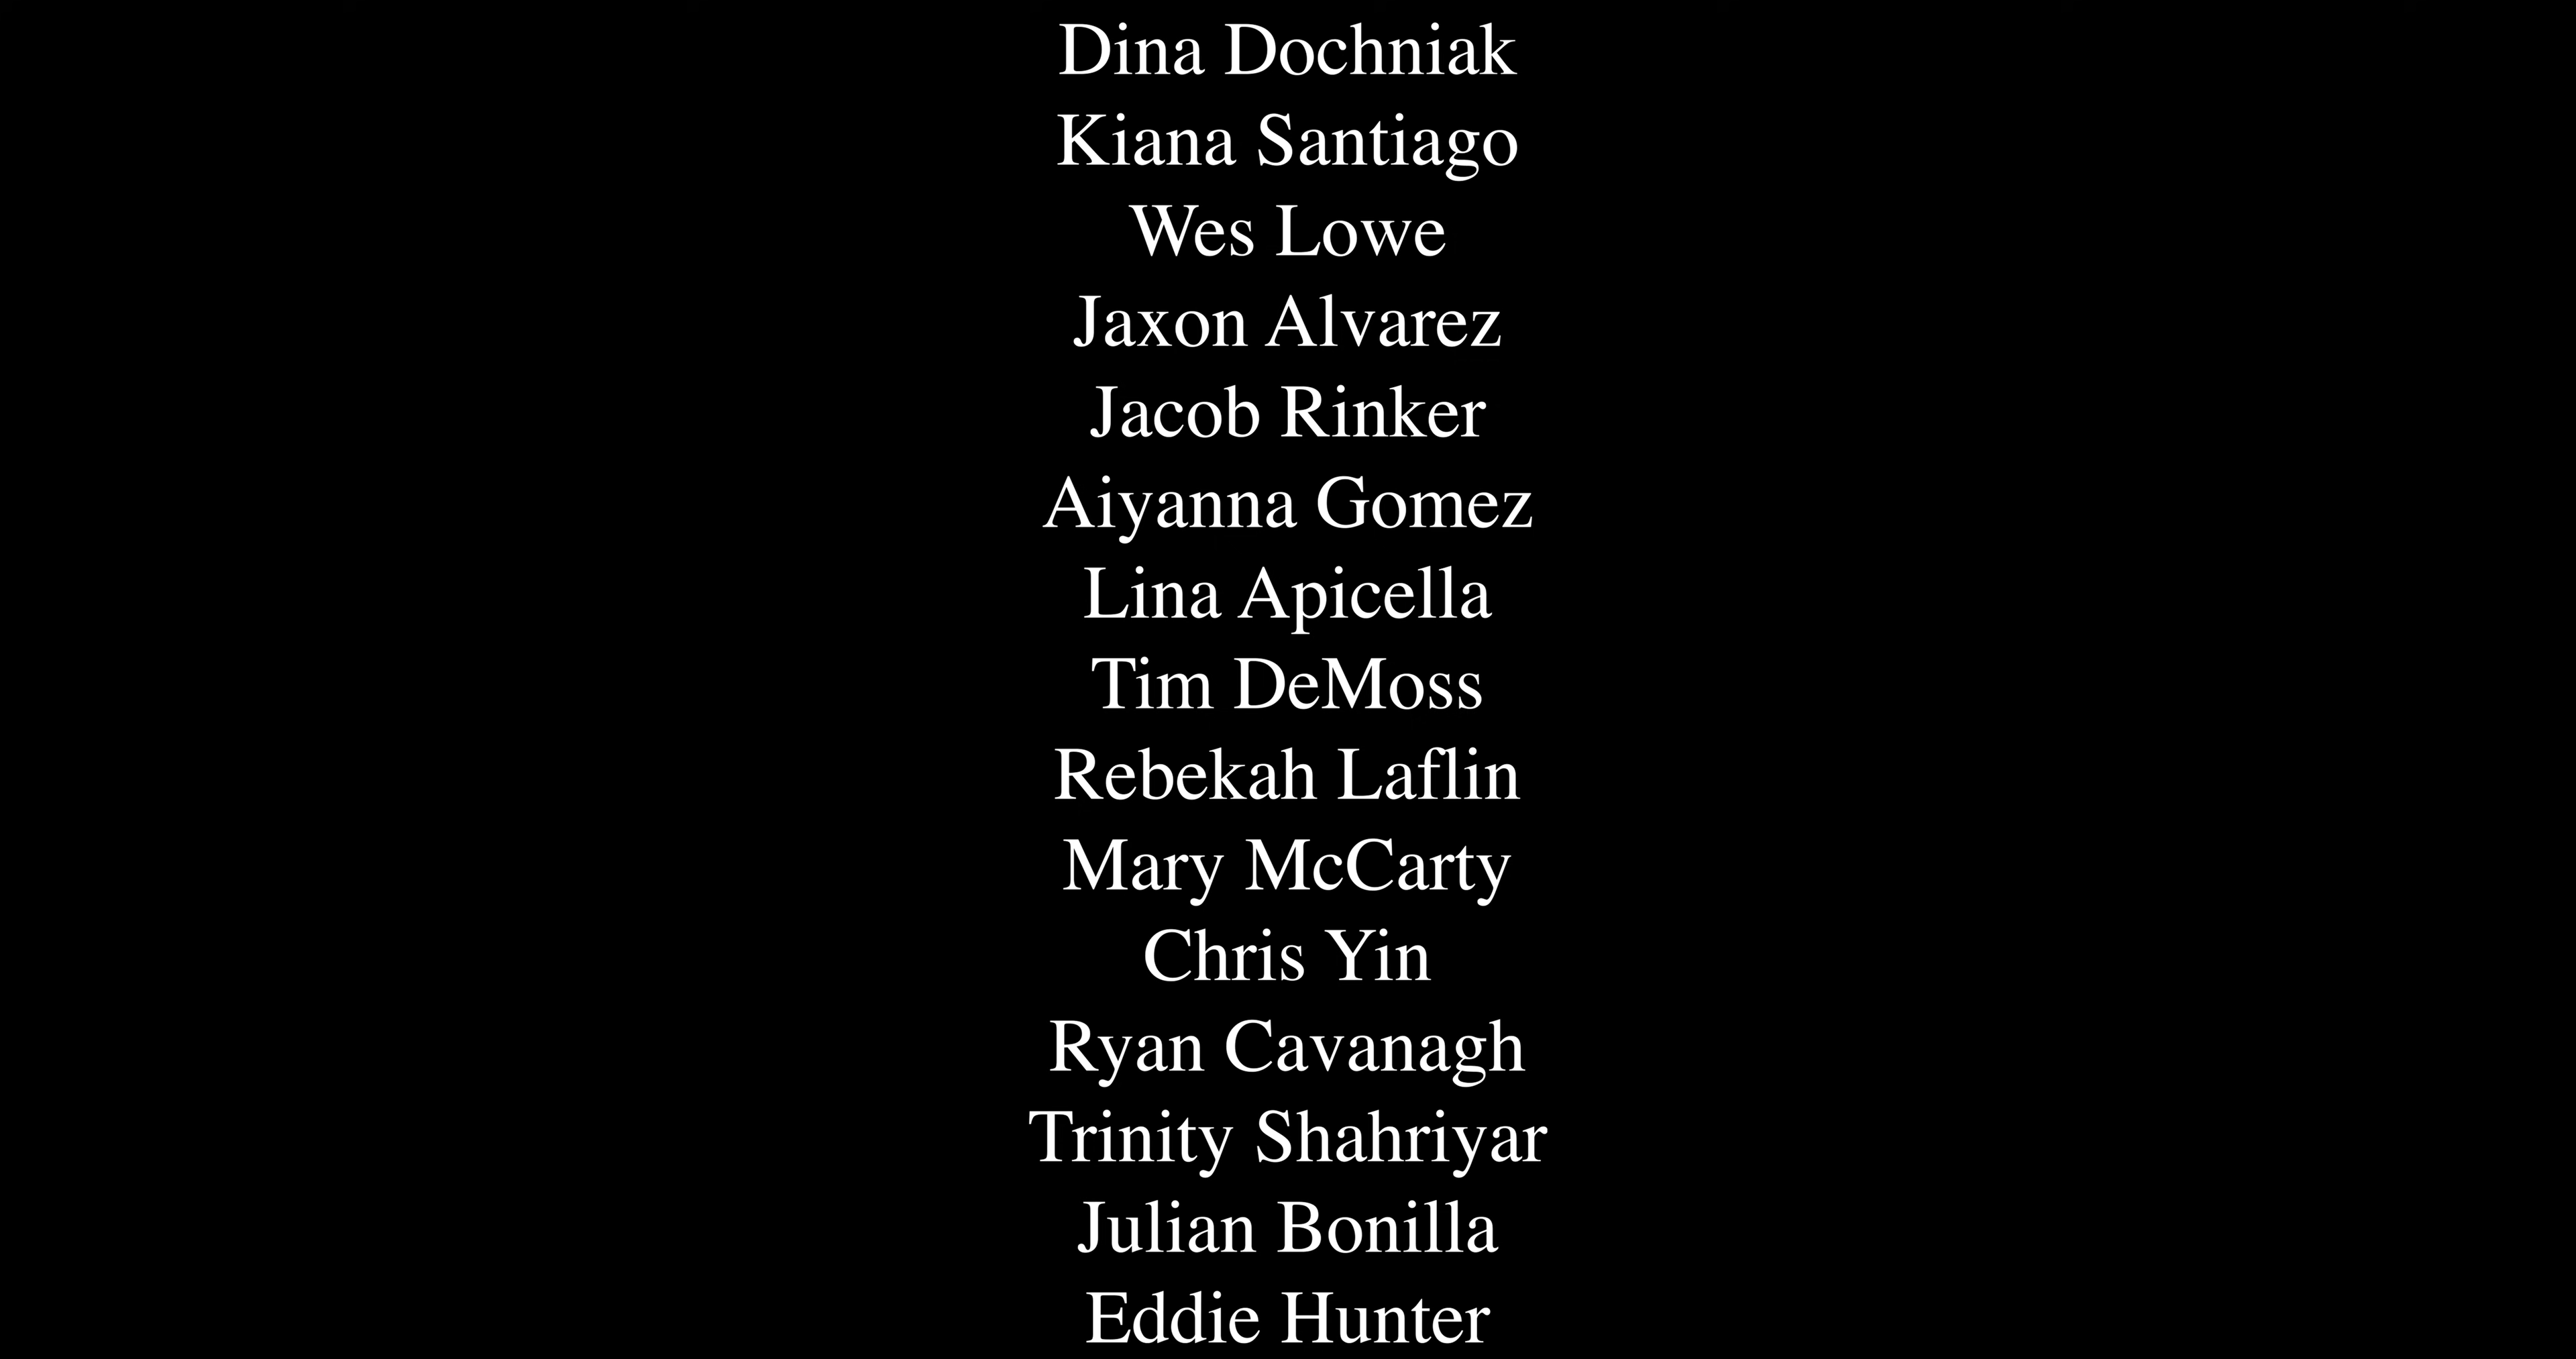 Dina Dochniak
Kiana Santiago
Wes Lowe
Jaxon Alvarez
Jacob Rinker
Aiyanna Gomez
Lina Apicella
Tim DeMoss
Rebekah Laflin
Mary McCarty
Chris Yin
Ryan Cavanagh
Trinity Shahriyar
Julian Bonilla
Eddie Hunter